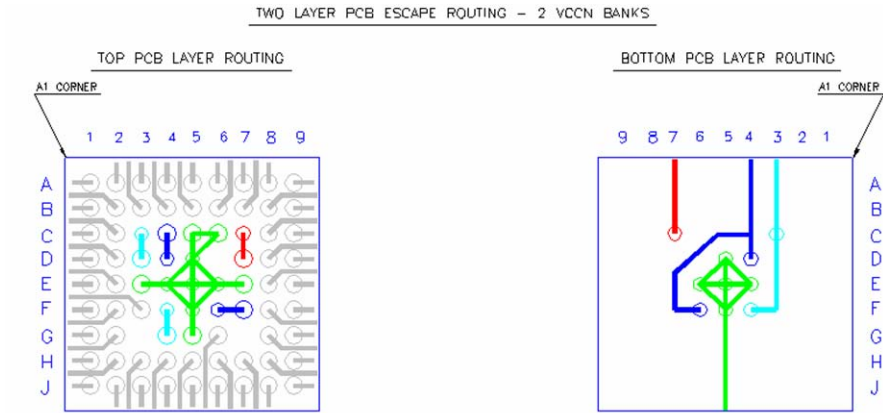 TWO LAYER PCB ESCAPE ROUTING - 2 VCCN BANKS
TOP PCB LAYER ROUTING
BOTTOM PCB LAYER ROUTING
A1 CORNER
A1 CORNER
1 2 3 4 5 6 7 8 9
9 8 7 6 5 4 3 2 1
A
B
C
D
E
F
G
H
J
A
B
C
D
E
F
G
H
J